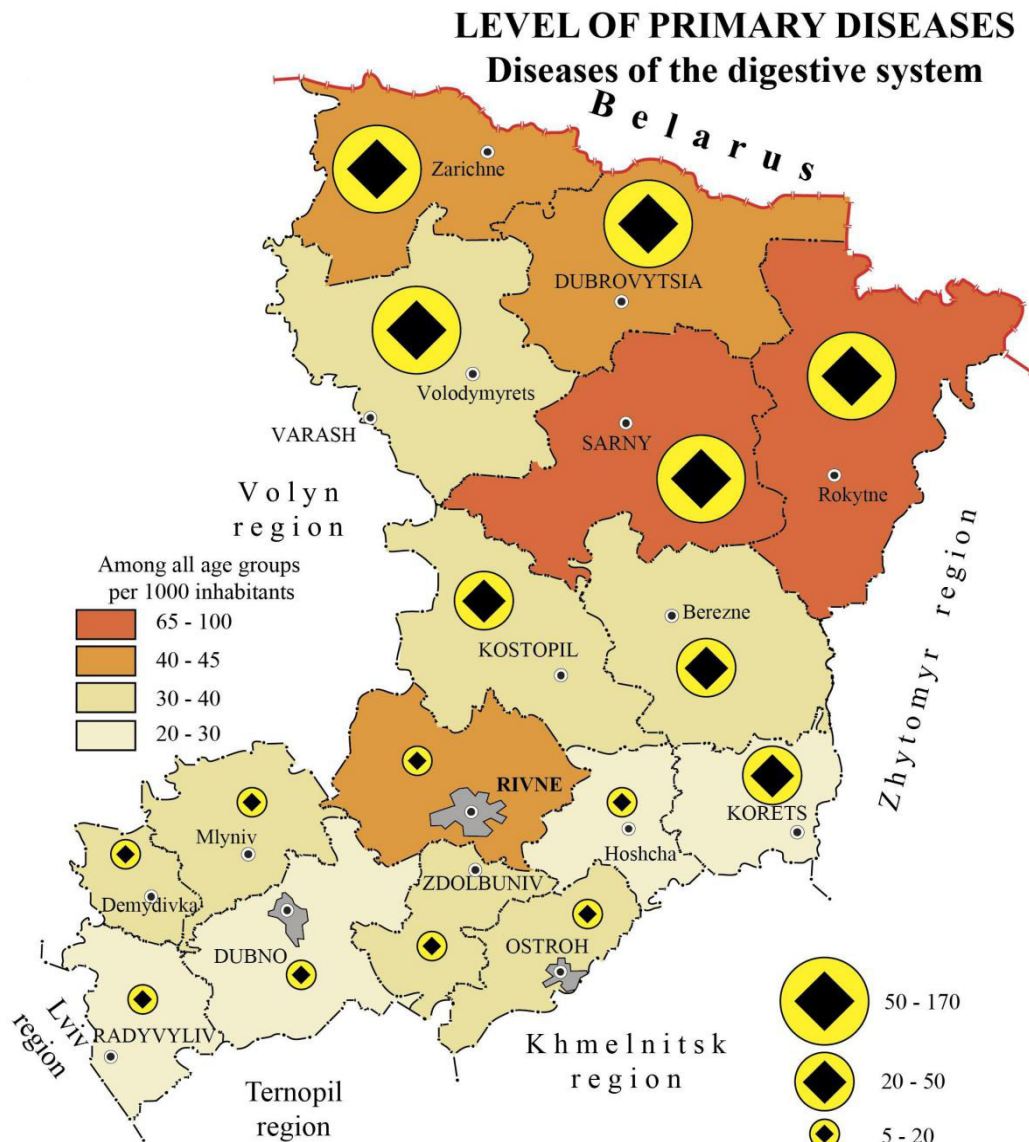 LEVEL OF PRIMARY DISEASES
Diseases of the digestive system
Belarus
Zarichne
DUBROVYTSIA
Volodymyrets
VARASH
SARNY
Rokytne
Volyn
region
Zhytomyr region
Among all age groups
per 1000 inhabitants
65 - 100
40 - 45
30 - 40
20 - 30
Berezne
KOSTOPIL
RIVNE
KORETS
Mlyniv
Hoshcha
ZDOLBUNIV
Demydivka
DUBNO
OSTROH
RADYVYLIV
Lviv
region
Khmelnitsk
region
Ternopil
region
50 - 170
20 - 50
5 - 20